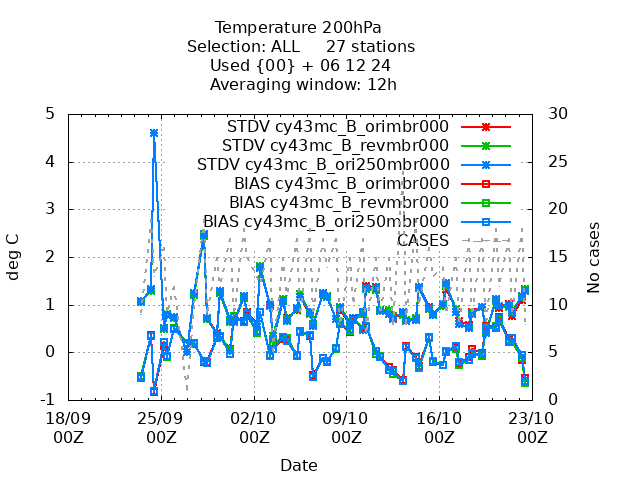 Temperature 200hPa
Selection: ALL 27 stations
Used {00} + 06 12 24
Averaging window: 12h
STDV cy43mc_B_orimbr000
STDV cy43mc_B_revmbr000
STDV cy43mc_B_ori250mbr000
BIAS cy43mc_B_orimbr000
BIAS cy43mc_B_revmbr000
BIAS cy43mc_B_ori250mbr000
CASES
deg C
5
4
3
2
1
0
-1
No cases
30
25
20
15
10
5
0
18/09 25/09 02/10 09/10 16/10 23/10
00Z 00Z 00Z 00Z 00Z 00Z
Date